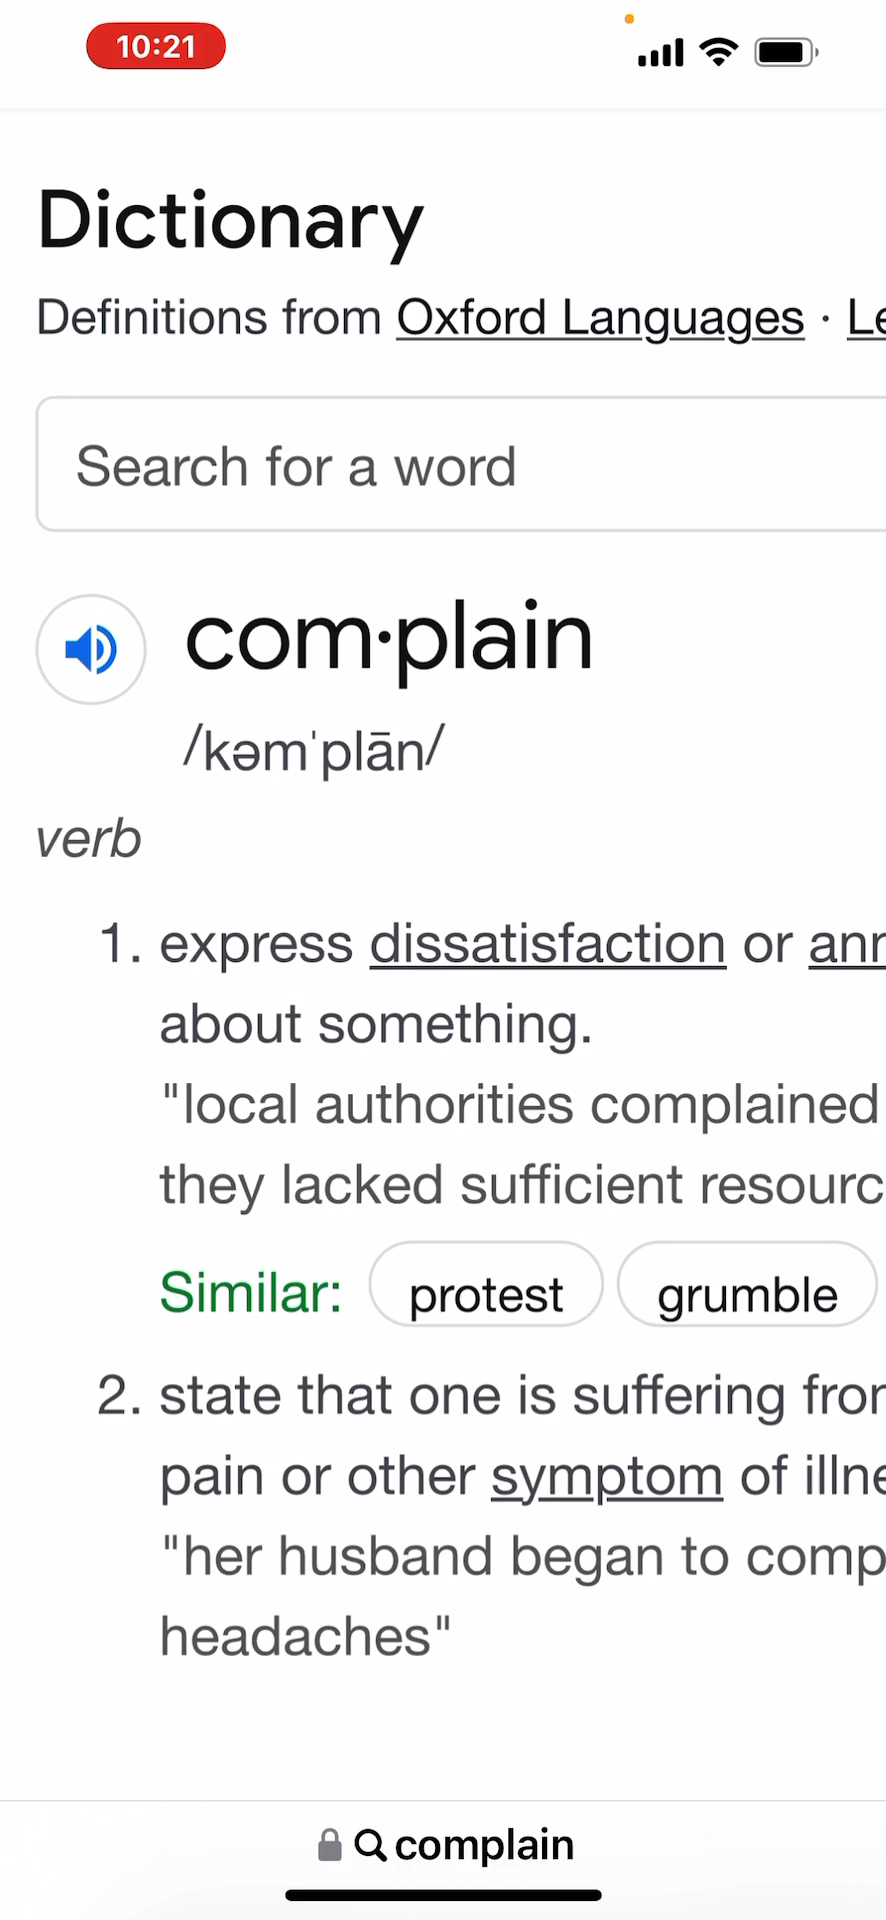 10:21
Dictionary
Definitions from Oxford Languages ·
Search for a word
com·plain
/kəmˈplān/
verb
1. express dissatisfaction or
about something.
"local authorities complained
they lacked sufficient
Similar: protest grumble
2. state that one is suffering
pain or other symptom of
"her husband began to
headaches"
complain